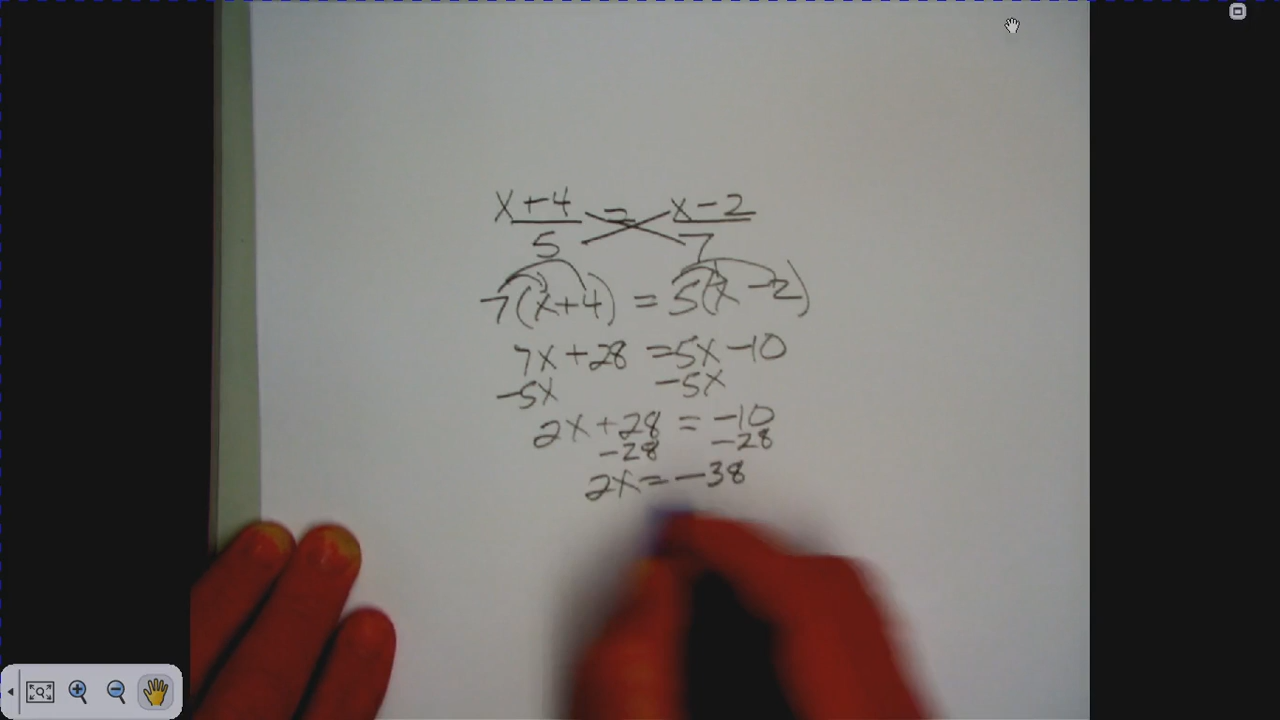 x+4 = x-2
5 7
7(x+4) = 5(x-2)
7x+28 =5x-10
-5x -5x
2x+28 = -10
-28 -28
2x=-38